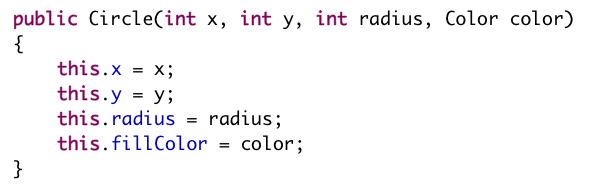 public Circle(int x, int y, int radius, Color color)
{
    this.x = x;
    this.y = y;
    this.radius = radius;
    this.fillColor = color;
}